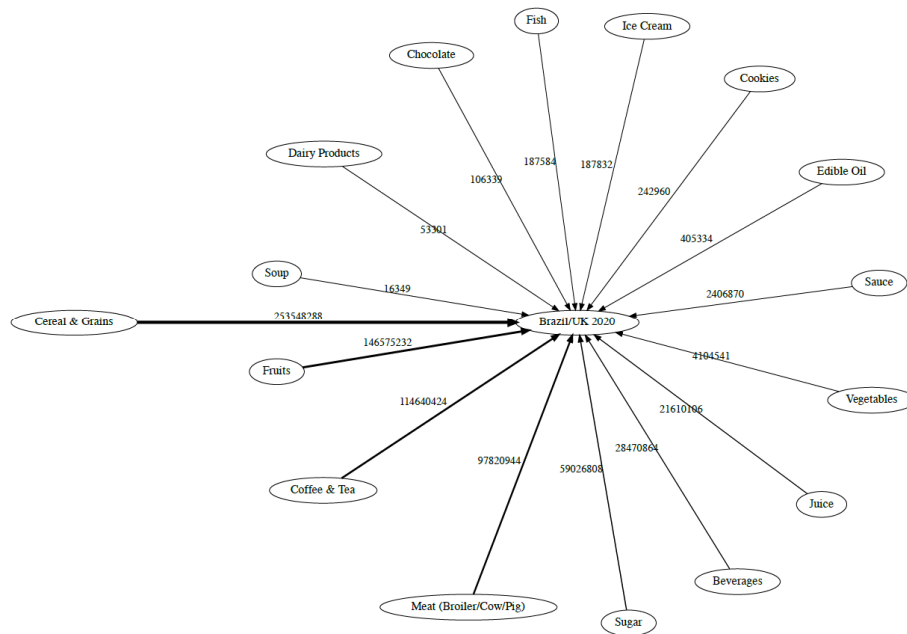 Fish
Ice Cream
Chocolate
Cookies
Dairy Products
187584
187832
Edible Oil
106339
242960
53301
405334
Soup
Sauce
16349
2406870
253548288
Cereal & Grains
Brazil/UK 2020
146575232
4104541
Fruits
Vegetables
114640424
21610106
28470864
97820944
59026808
Coffee & Tea
Juice
Beverages
Meat (Broiler/Cow/Pig)
Sugar